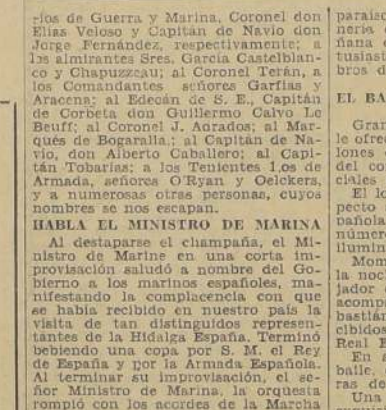 rios de Guerra y Marina, Coronel don
Elías Veloso y Capitán de Navío don
Jorge Fernández, respectivamente; a
los almirantes Sres. García Castelblan-
co y Chapuzzeau; al Coronel Terán, a
los Comandantes señores Garfias y
Aracena; al Edecán de S. E., Capitán
de Corbeta don Guillermo Calvo Le
Beuff; al Coronel J. Agrados; al Mar-
qués de Bogaralla,; al Capitán de Na-
vío, don Alberto Caballero; al Capi-
tán Tobarías; a los Tenientes 1.os de
Armada, señores O'Ryan y Oelckers,
y a numerosas otras personas, cuyos
nombres se nos escapan.
HABLA EL MINISTRO DE MARINA
Al destaparse el champaña, el Mi-
nistro de Marine en una corta im-
provisación saludó a nombre del Go-
bierno a los marinos españoles, ma-
nifestando la complacencia con que
se había recibido en nuestro país la
visita de tan distinguidos represen-
tantes de la Hidalga España. Terminó
bebiendo una copa por S. M. el Rey
de España y por la Armada Española.
Al terminar su improvisación, el se-
ñor Ministro de Marina, la orquesta
rompió con los acordes de la Marcha
paraiso
neria
ñana
tusiast
bros d
EL BA
Gran
le ofre
lones
del co
ciales
El lo
pecto
pañola
número
ilumin
Mom
la noc
jador
acomp
bastián
cibidos
Real E
En a
baile,
ras de
Una